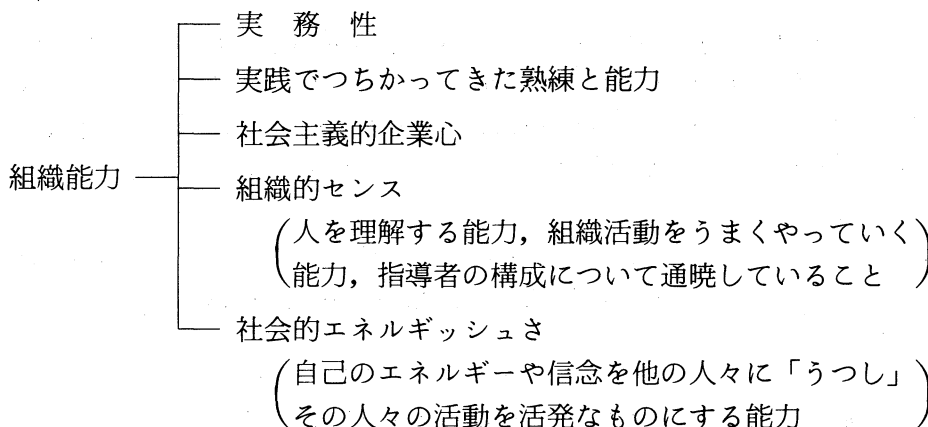 実務性
実践でつちかってきた熟練と能力
社会主義的企業心
組織能力
組織的センス
(人を理解する能力,組織活動をうまくやっていく
能力,指導者の構成について通暁していること)
社会的エネルギッシュさ
(自己のエネルギーや信念を他の人々に「うつし」
その人々の活動を活発なものにする能力)